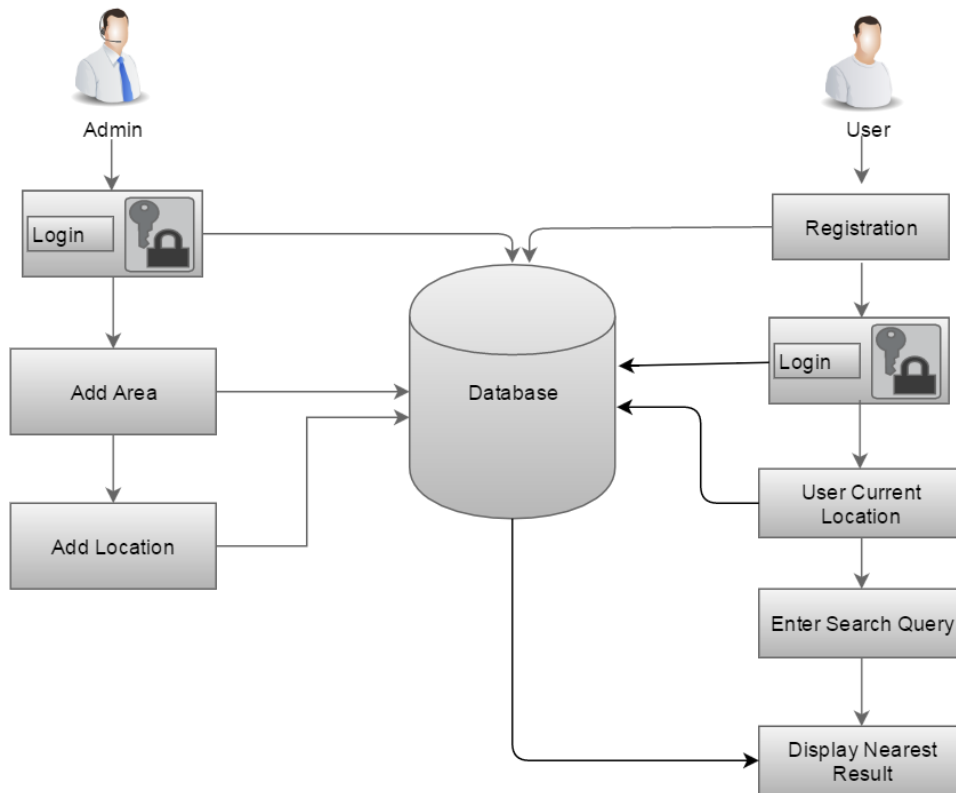 Admin
User
Login
Registration
Login
Add Area
Database
User Current
Location
Add Location
Enter Search Query
Display Nearest
Result